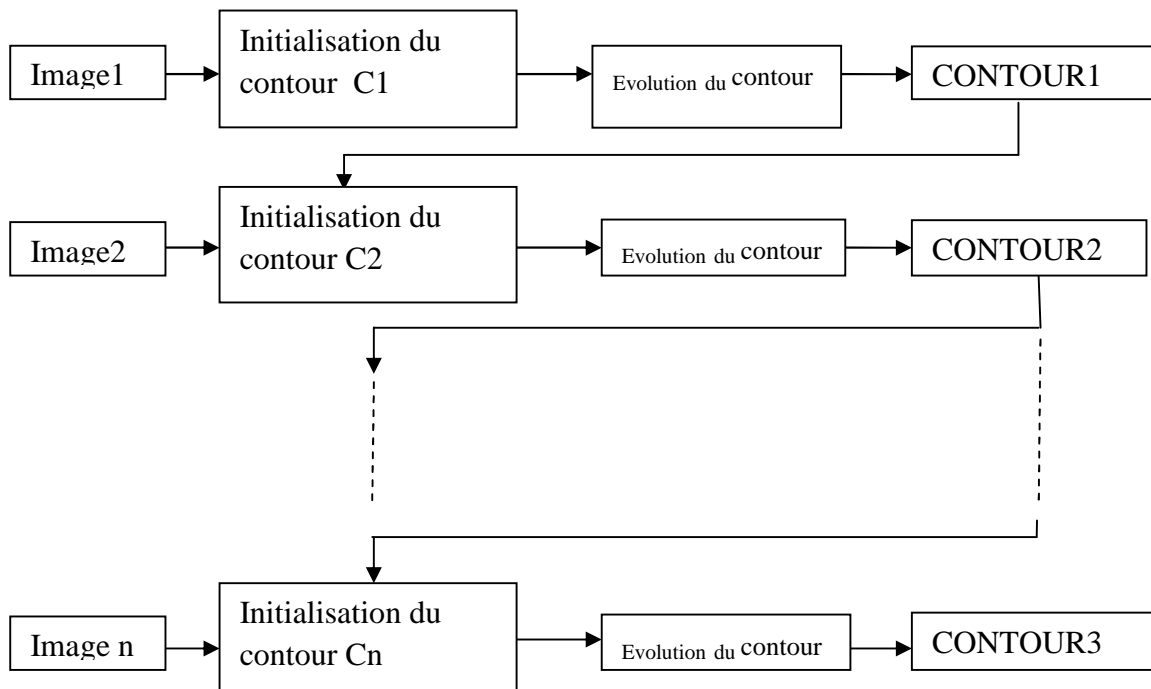 Image1
Initialisation du
contour C1
Evolution du contour
CONTOUR1
Image2
Initialisation du
contour C2
Evolution du contour
CONTOUR2
Image n
Initialisation du
contour Cn
Evolution du contour
CONTOUR3